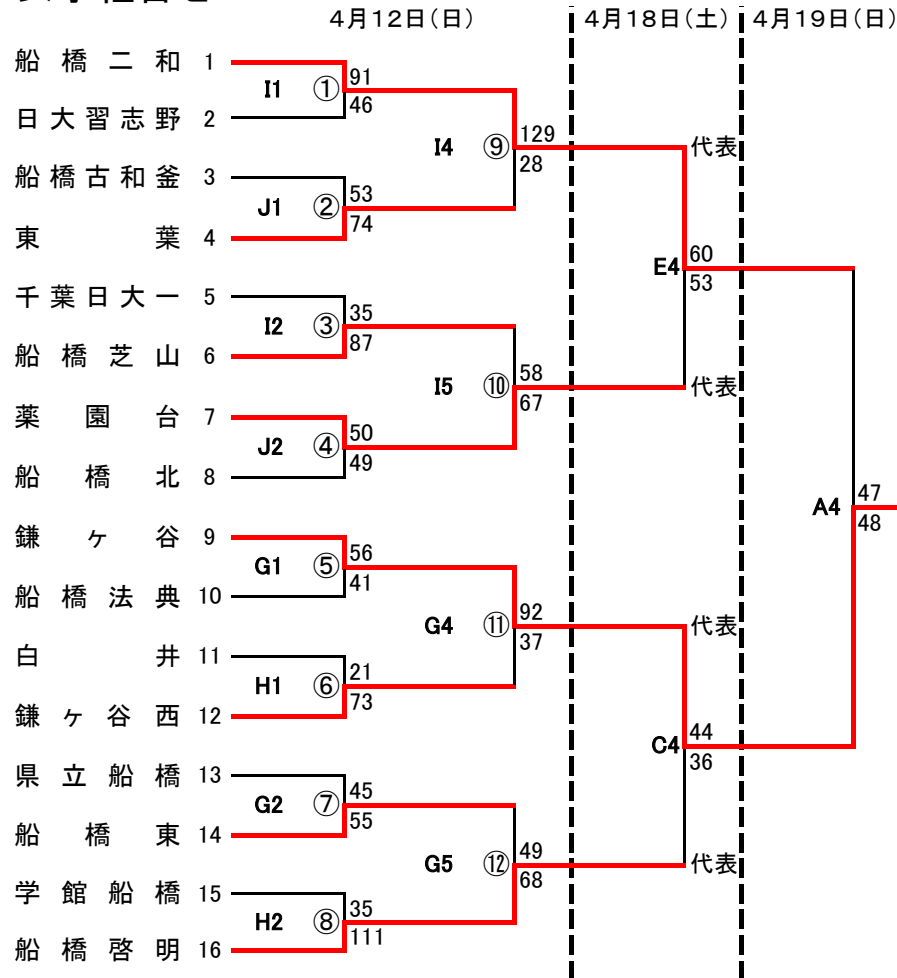 4月12日(日) 4月18日(土) 4月19日(日)
船橋二和 1
I1 ① 91
46
日大習志野 2
I4 ⑨ 129
28
代表
船橋古和釜 3
J1 ② 53
74
東葉 4
E4 60
53
千葉日大一 5
I2 ③ 35
87
船橋芝山 6
I5 ⑩ 58
67
代表
薬園台 7
J2 ④ 50
49
船橋北 8
A4 47
48
鎌ヶ谷 9
G1 ⑤ 56
41
船橋法典 10
G4 ⑪ 92
37
代表
白井 11
H1 ⑥ 21
73
鎌ヶ谷西 12
C4 44
36
県立船橋 13
G2 ⑦ 45
55
船橋東 14
G5 ⑫ 49
68
代表
学館船橋 15
H2 ⑧ 35
111
船橋啓明 16